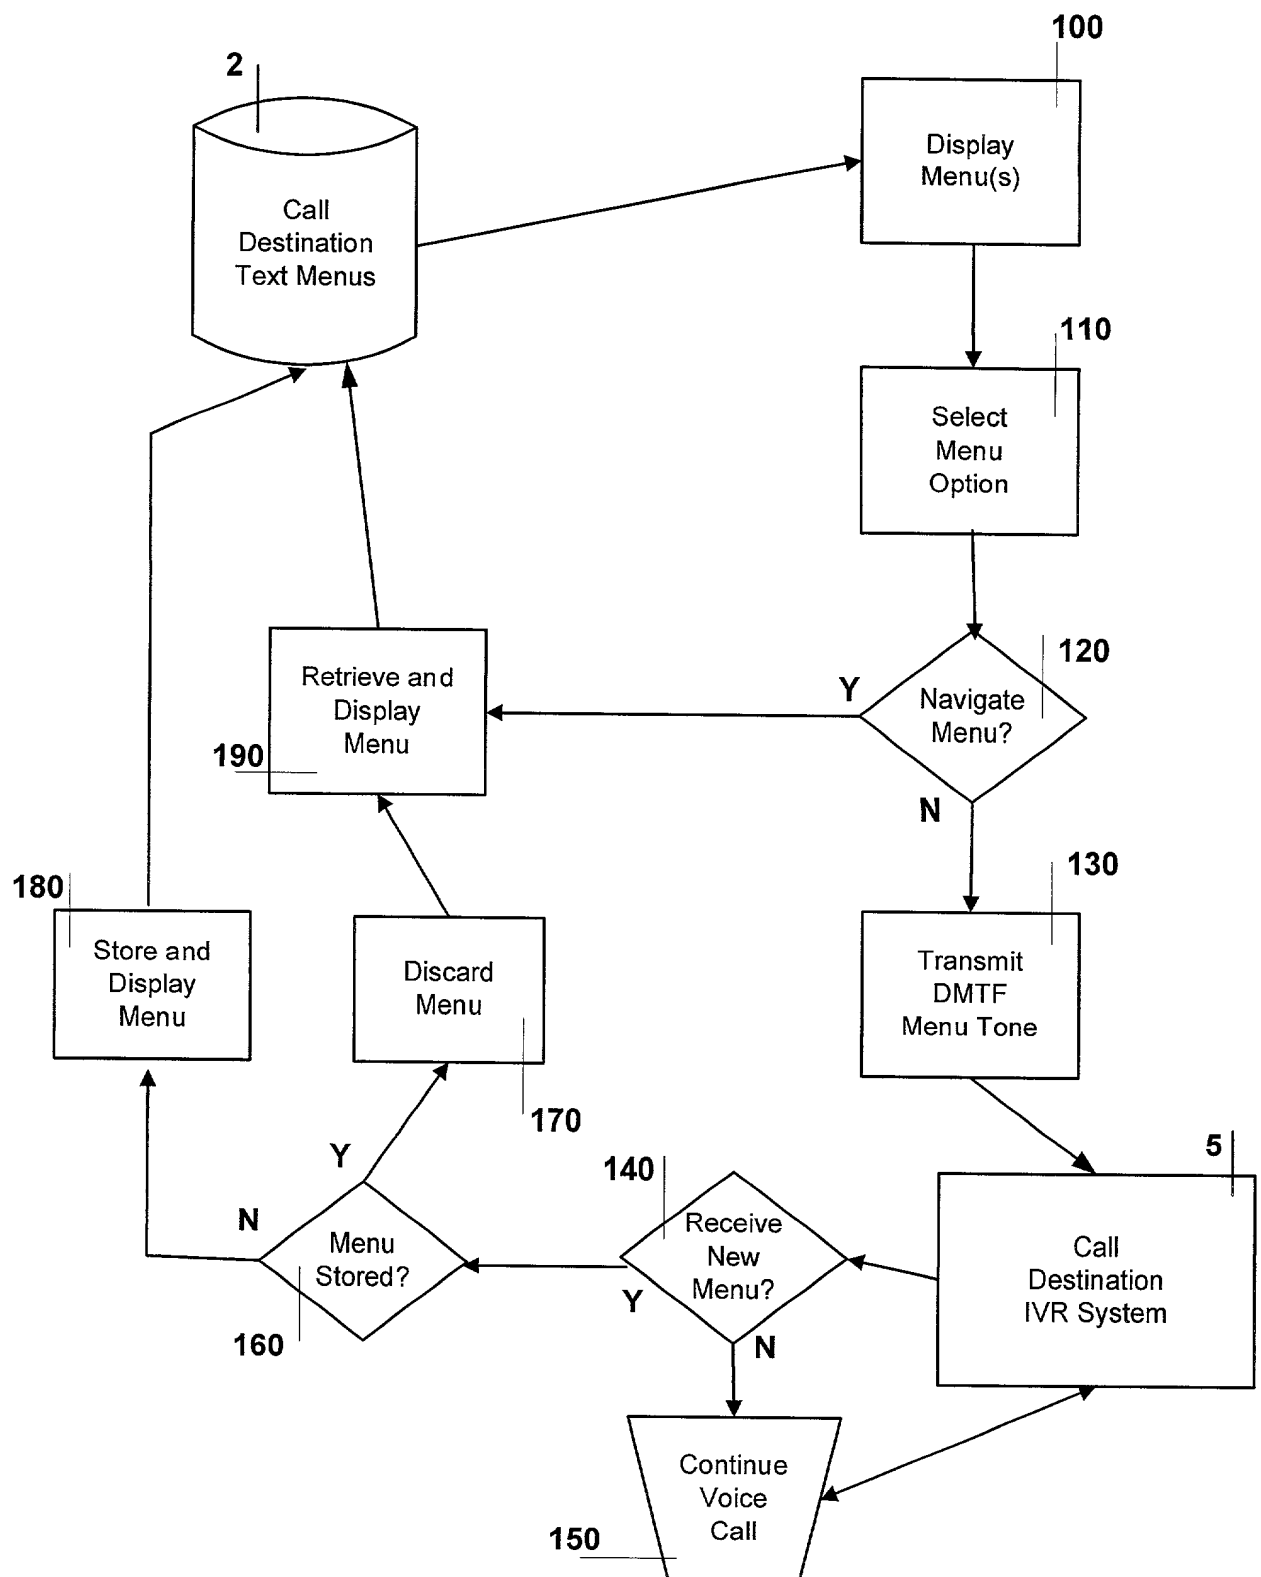 100
2
Display
Menu(s)
Call
Destination
Text Menus
110
Select
Menu
Option
120
Y
Navigate
Menu?
Retrieve and
Display
Menu
190
N
130
180
Store and
Display
Menu
Discard
Menu
Transmit
DMTF
Menu Tone
170
5
Y
140
N
Receive
New
Menu?
Menu
Stored?
Call
Destination
IVR System
Y
160
N
Continue
Voice
Call
150